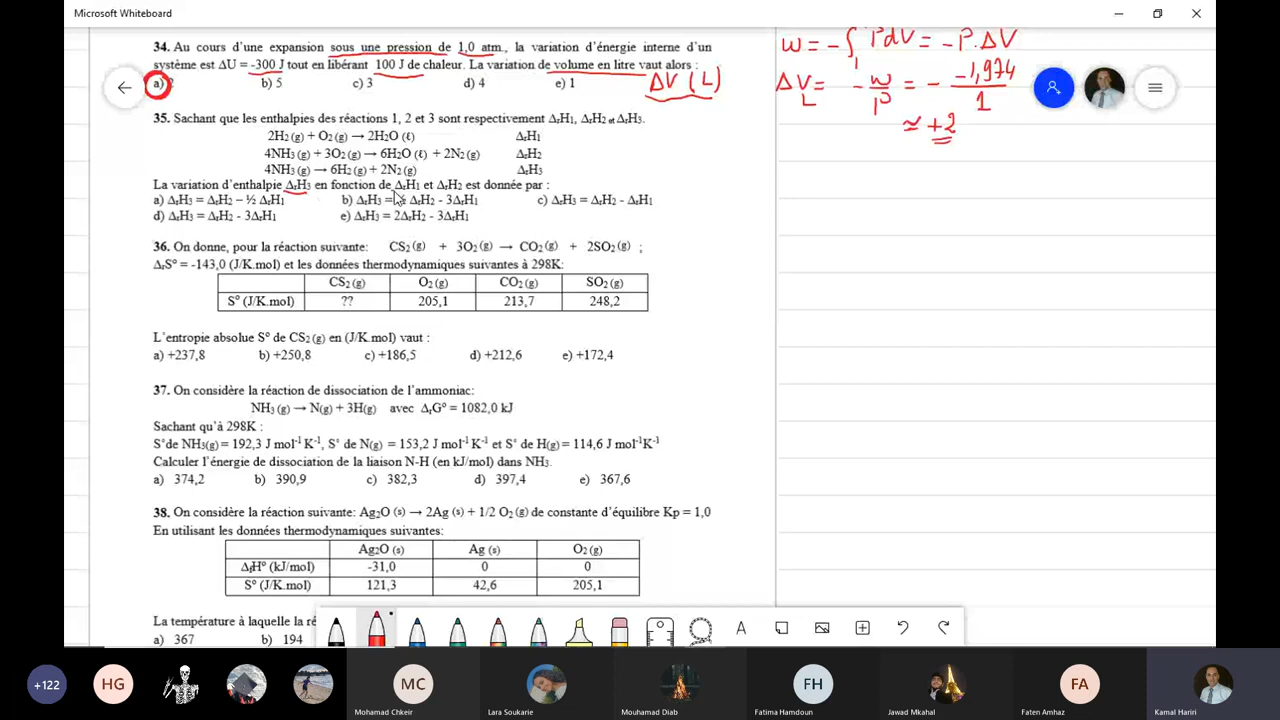 Microsoft Whiteboard
34. Au cours d'une expansion sous une pression de 1,0 atm., la variation d'énergie interne d'un
système est ΔU = -300 J tout en libérant 100 J de chaleur. La variation de volume en litre vaut alors :
a) 2 b) 5 c) 3 d) 4 e) 1
ΔV (L)
w = - ∫ PdV = -P.ΔV
1
ΔV = - w/P = - -1,974/1
L
≃ +2
35. Sachant que les enthalpies des réactions 1, 2 et 3 sont respectivement ΔrH1, ΔrH2 et ΔrH3.
2H2 (g) + O2 (g) → 2H2O (ℓ) ΔrH1
4NH3 (g) + 3O2 (g) → 6H2O (ℓ) + 2N2 (g) ΔrH2
4NH3 (g) → 6H2 (g) + 2N2 (g) ΔrH3
La variation d'enthalpie ΔrH3 en fonction de ΔrH1 et ΔrH2 est donnée par :
a) ΔrH3 = ΔrH2 – ½ ΔrH1 b) ΔrH3 = ½ ΔrH2 - 3ΔrH1 c) ΔrH3 = ΔrH2 - ΔrH1
d) ΔrH3 = ΔrH2 - 3ΔrH1 e) ΔrH3 = 2ΔrH2 - 3ΔrH1
36. On donne, pour la réaction suivante: CS2 (g) + 3O2 (g) → CO2 (g) + 2SO2 (g) ;
ΔrS° = -143,0 (J/K.mol) et les données thermodynamiques suivantes à 298K:
CS2 (g) O2 (g) CO2 (g) SO2 (g)
S° (J/K.mol) ?? 205,1 213,7 248,2
L'entropie absolue S° de CS2 (g) en (J/K.mol) vaut :
a) +237,8 b) +250,8 c) +186,5 d) +212,6 e) +172,4
37. On considère la réaction de dissociation de l'ammoniac:
NH3 (g) → N(g) + 3H(g) avec ΔrG° = 1082,0 kJ
Sachant qu'à 298K :
S°de NH3(g) = 192,3 J mol-1 K-1, S° de N(g) = 153,2 J mol-1 K-1 et S° de H(g) = 114,6 J mol-1K-1
Calculer l'énergie de dissociation de la liaison N-H (en kJ/mol) dans NH3.
a) 374,2 b) 390,9 c) 382,3 d) 397,4 e) 367,6
38. On considère la réaction suivante: Ag2O (s) → 2Ag (s) + 1/2 O2 (g) de constante d'équilibre Kp = 1,0
En utilisant les données thermodynamiques suivantes:
Ag2O (s) Ag (s) O2 (g)
ΔfH° (kJ/mol) -31,0 0 0
S° (J/K.mol) 121,3 42,6 205,1
La température à laquelle la ré
a) 367 b) 194
A
+122
HG
MC
FH
FA
Mohamad Chkeir
Lara Soukarie
Mouhamad Diab
Fatima Hamdoun
Jawad Mkahal
Faten Amhaz
Kamal Hariri